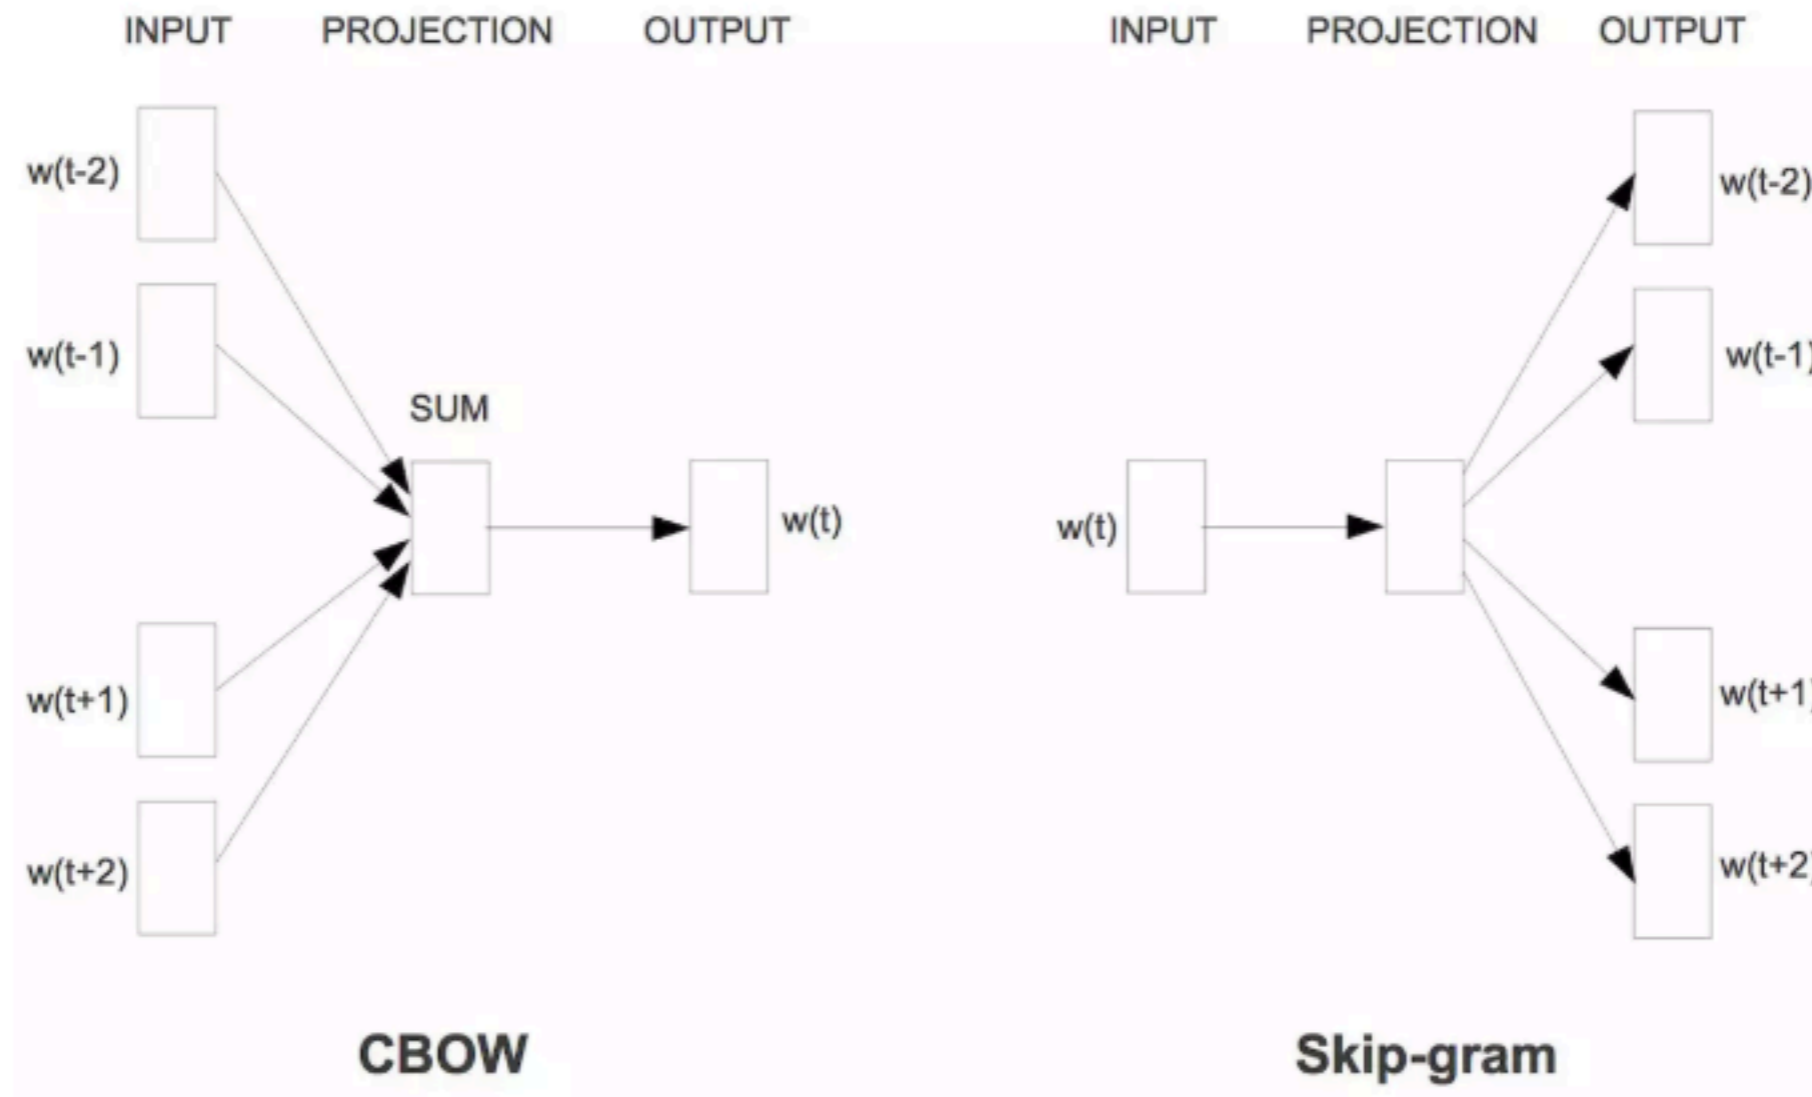 INPUT PROJECTION OUTPUT
w(t-2)
w(t-1)
SUM
w(t)
w(t+1)
w(t+2)
CBOW
INPUT PROJECTION OUTPUT
w(t-2)
w(t-1)
w(t)
w(t+1)
w(t+2)
Skip-gram